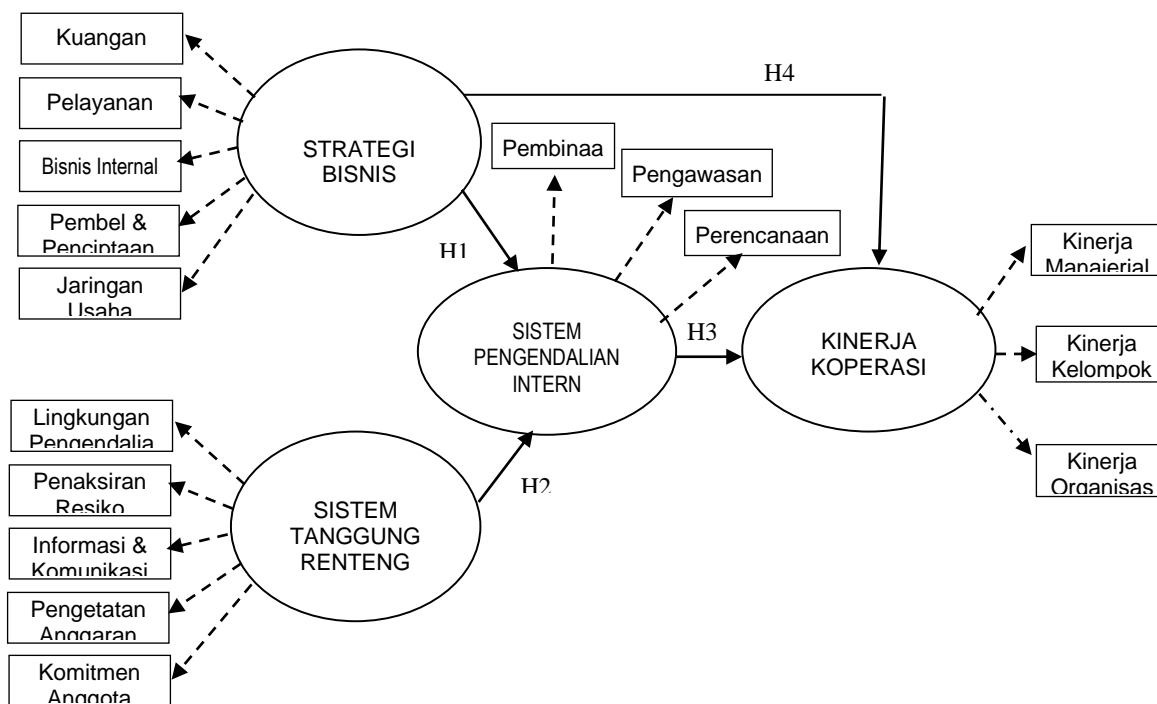 Kuangan
Pelayanan
Bisnis Internal
Pembel &
Penciptaan
Jaringan
Usaha
STRATEGI
BISNIS
H4
Pembinaa
Pengawasan
Perencanaan
H1
SISTEM
PENGENDALIAN
INTERN
H3
KINERJA
KOPERASI
Kinerja
Manajerial
Kinerja
Kelompok
Kinerja
Organisas
Lingkungan
Pengendalia
Penaksiran
Resiko
Informasi &
Komunikasi
Pengetatan
Anggaran
Komitmen
Anggota
SISTEM
TANGGUNG
RENTENG
H2